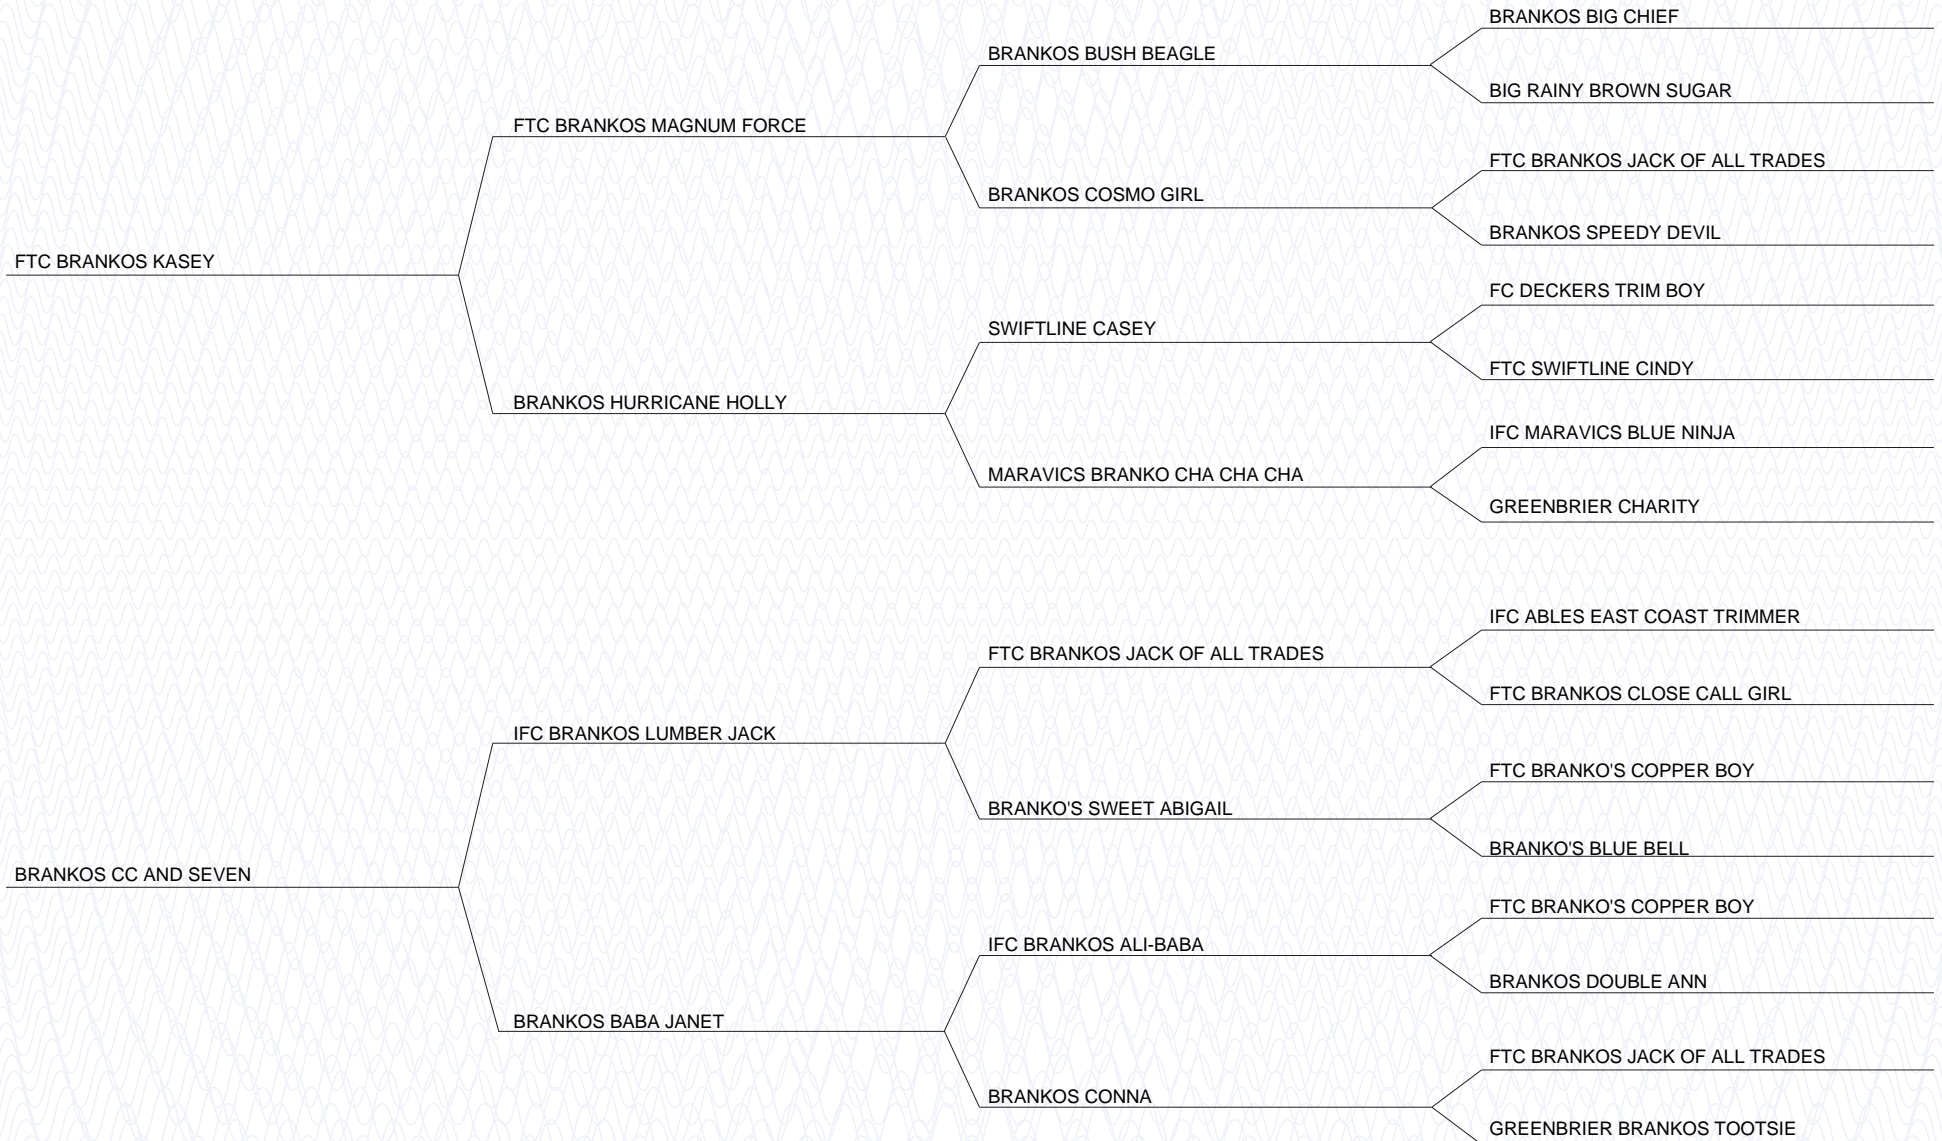 BRANKOS BIG CHIEF
BRANKOS BUSH BEAGLE
BIG RAINY BROWN SUGAR
FTC BRANKOS MAGNUM FORCE
FTC BRANKOS JACK OF ALL TRADES
BRANKOS COSMO GIRL
BRANKOS SPEEDY DEVIL
FTC BRANKOS KASEY
FC DECKERS TRIM BOY
SWIFTLINE CASEY
FTC SWIFTLINE CINDY
BRANKOS HURRICANE HOLLY
IFC MARAVICS BLUE NINJA
MARAVICS BRANKO CHA CHA CHA
GREENBRIER CHARITY
IFC ABLES EAST COAST TRIMMER
FTC BRANKOS JACK OF ALL TRADES
FTC BRANKOS CLOSE CALL GIRL
IFC BRANKOS LUMBER JACK
FTC BRANKO'S COPPER BOY
BRANKO'S SWEET ABIGAIL
BRANKO'S BLUE BELL
BRANKOS CC AND SEVEN
FTC BRANKO'S COPPER BOY
IFC BRANKOS ALI-BABA
BRANKOS DOUBLE ANN
BRANKOS BABA JANET
FTC BRANKOS JACK OF ALL TRADES
BRANKOS CONNA
GREENBRIER BRANKOS TOOTSIE